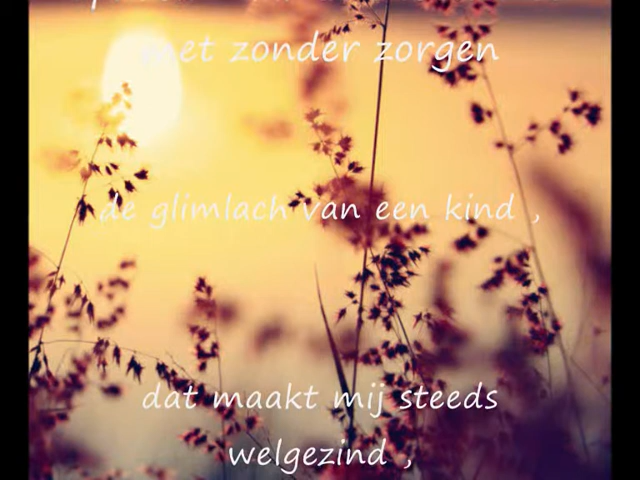 met zonder zorgen
de glimlach van een kind ,
dat maakt mij steeds
welgezind ,